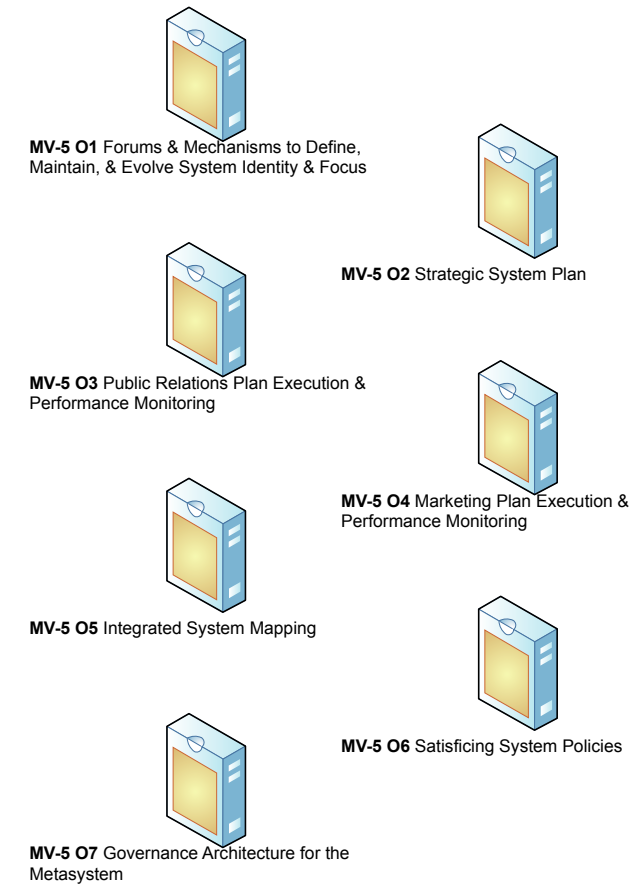 MV-5 O1 Forums & Mechanisms to Define,
Maintain, & Evolve System Identity & Focus
MV-5 O2 Strategic System Plan
MV-5 O3 Public Relations Plan Execution &
Performance Monitoring
MV-5 O4 Marketing Plan Execution &
Performance Monitoring
MV-5 O5 Integrated System Mapping
MV-5 O6 Satisficing System Policies
MV-5 O7 Governance Architecture for the
Metasystem